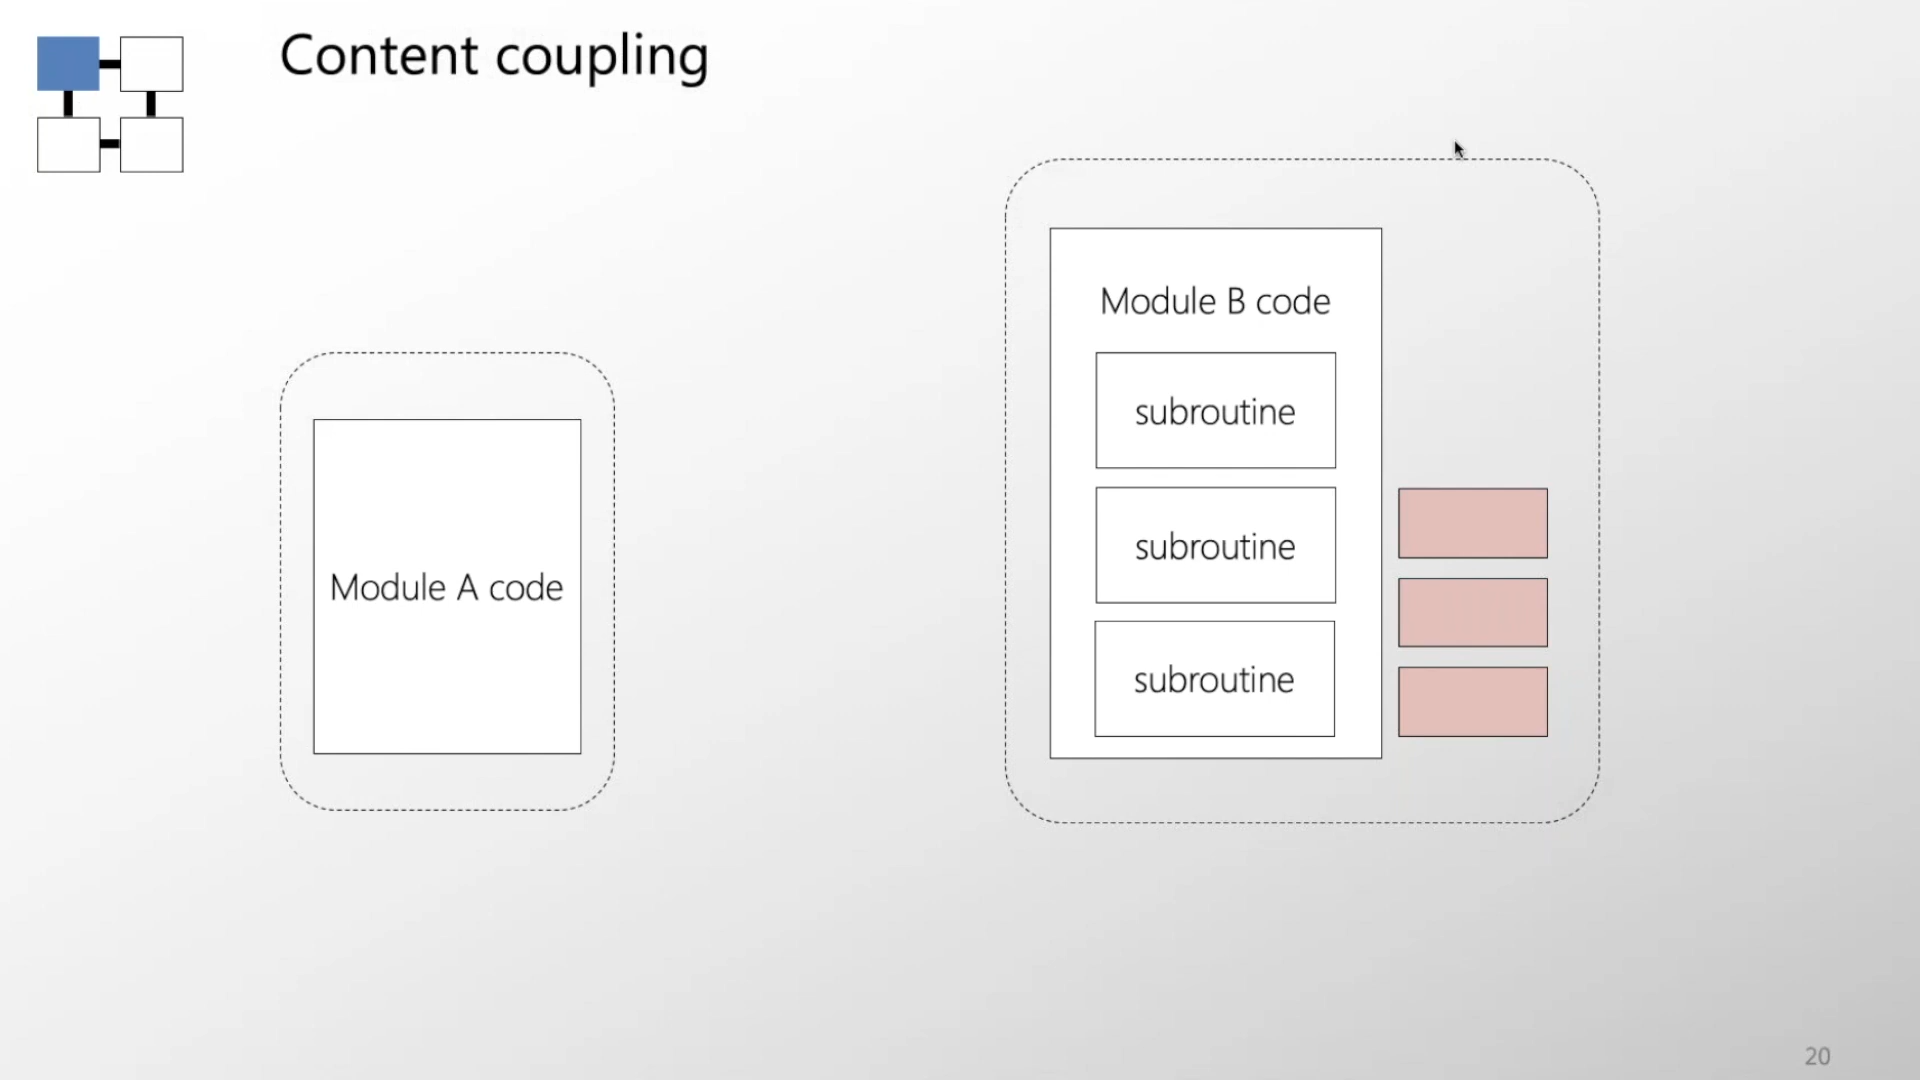 Content coupling
Module A code
Module B code
subroutine
subroutine
subroutine
20